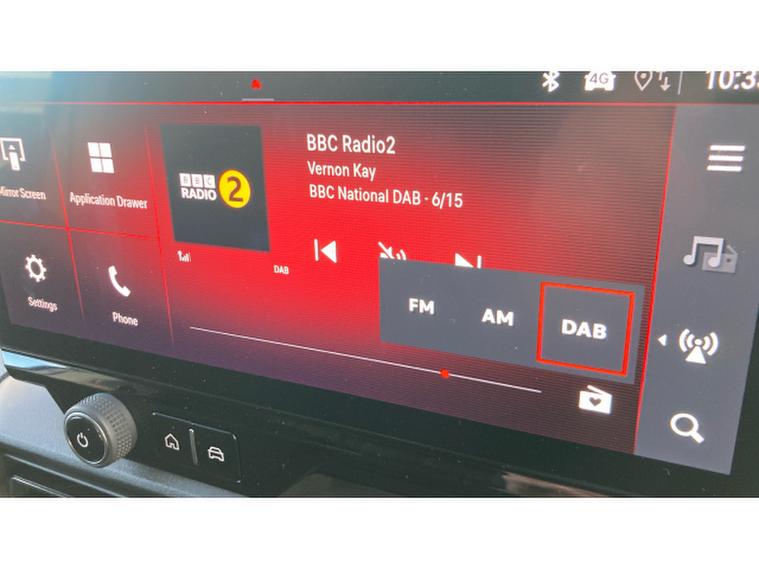 4G
10:3
BBC Radio2
Vernon Kay
BBC National DAB - 6/15
BBC
RADIO 2
Mirror Screen
Application Drawer
DAB
Settings
Phone
FM
AM
DAB